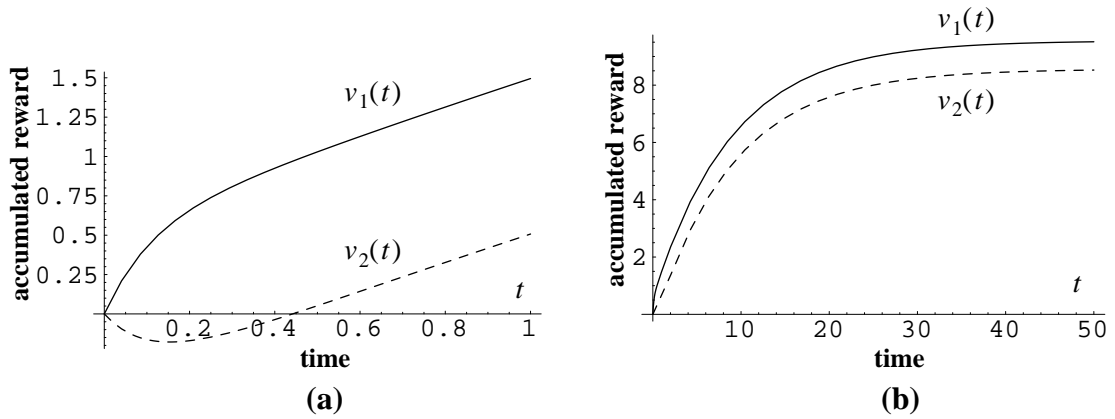 accumulated reward
1.5
1.25
1
0.75
0.5
0.25
v1(t)
v2(t)
t
0.2 0.4 0.6 0.8 1
time
(a)
accumulated reward
8
6
4
2
v1(t)
v2(t)
t
10 20 30 40 50
time
(b)